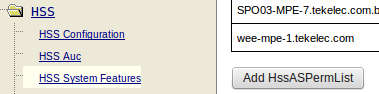 HSS
HSS Configuration
HSS Auc
HSS System Features
SPO03-MPE-7.tekelec.com.b
wee-mpe-1.tekelec.com
Add HssASPermList